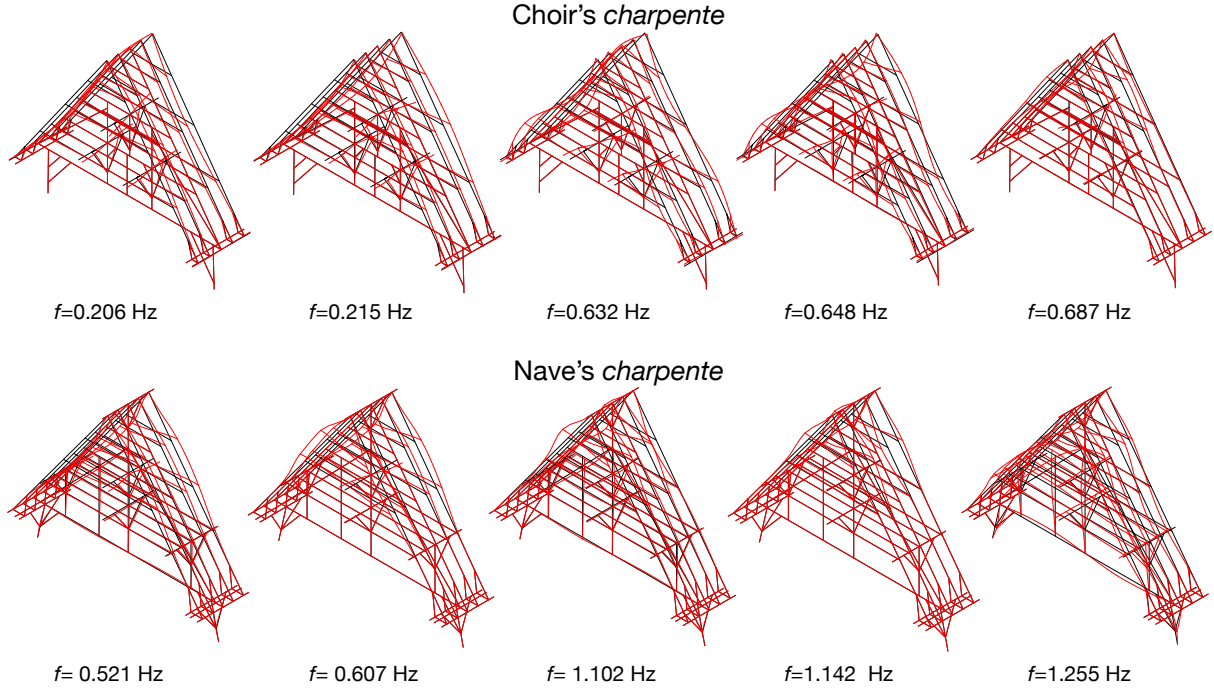 Choir's charpente
f=0.206 Hz
f=0.215 Hz
f=0.632 Hz
f=0.648 Hz
f=0.687 Hz
Nave's charpente
f= 0.521 Hz
f= 0.607 Hz
f= 1.102 Hz
f=1.142 Hz
f=1.255 Hz